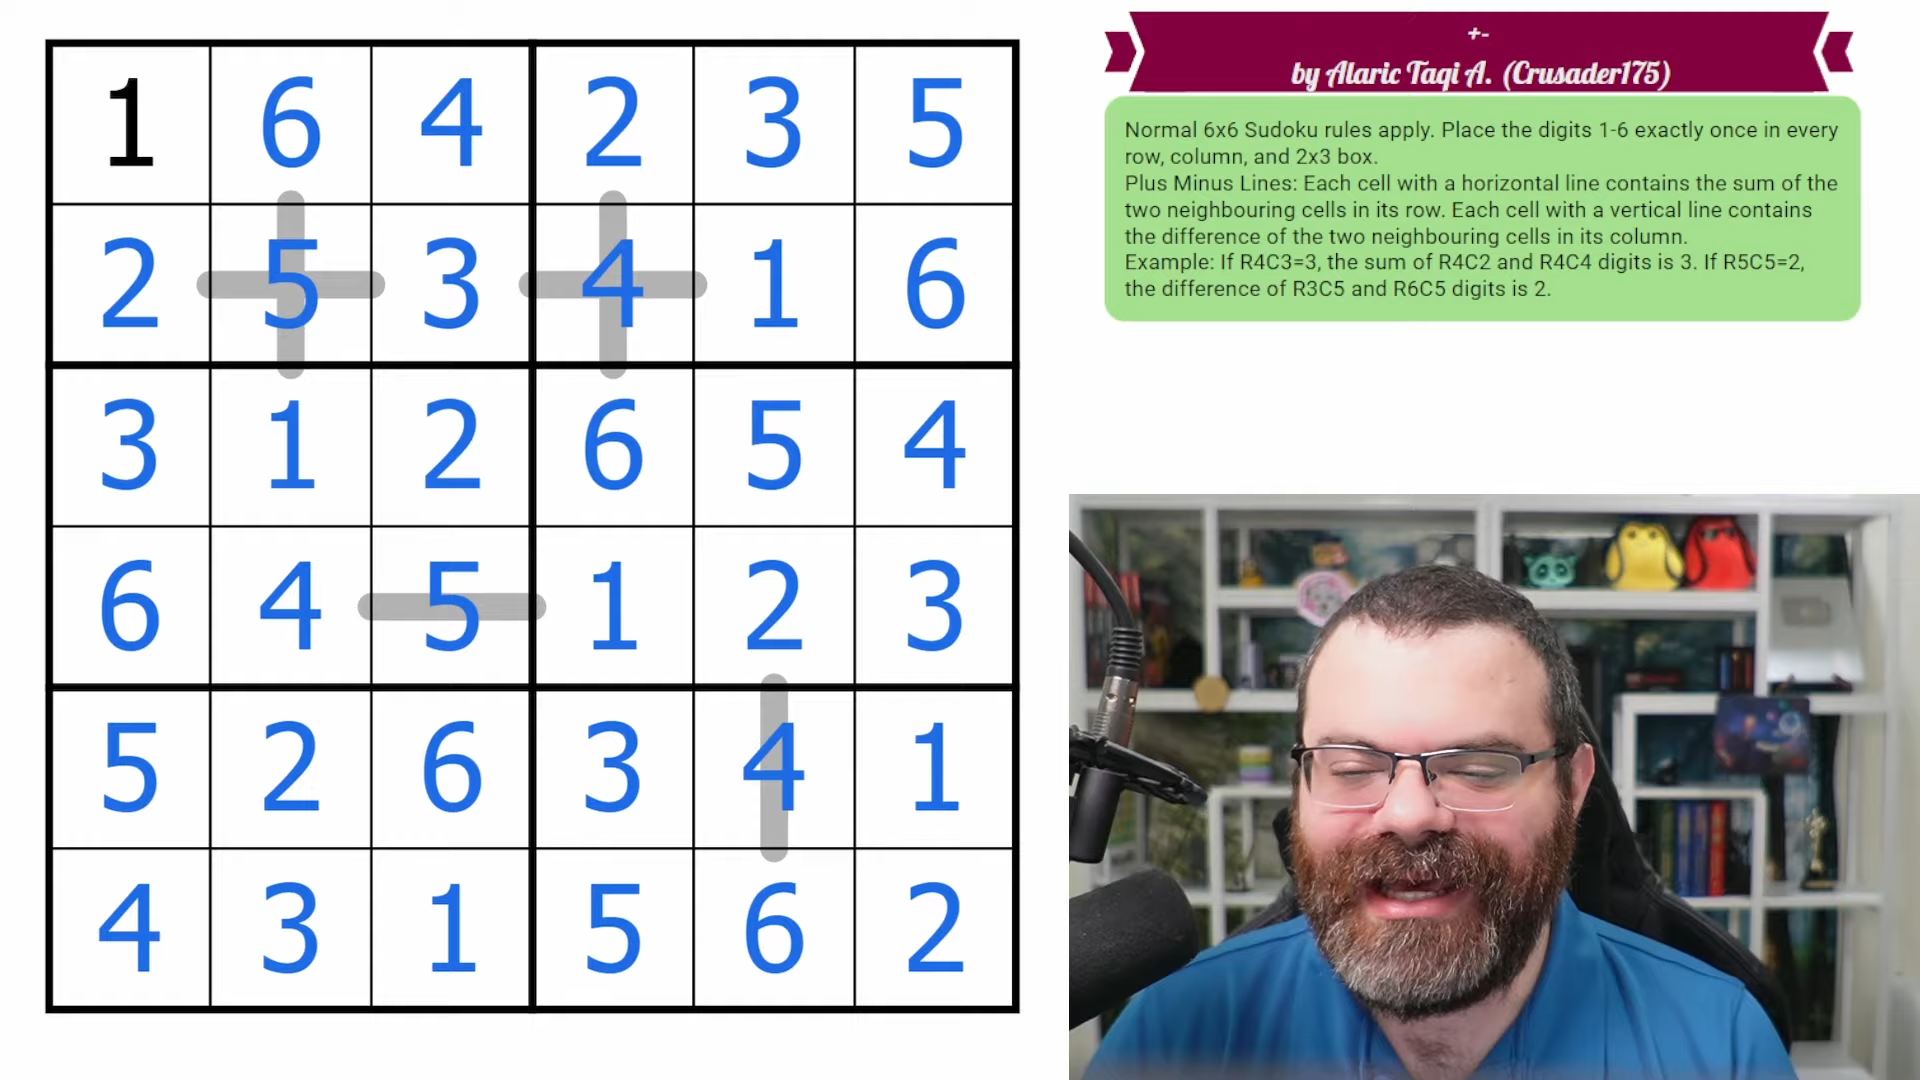 +-
by Alaric Taqi A. (Crusader175)
Normal 6x6 Sudoku rules apply. Place the digits 1-6 exactly once in every
row, column, and 2x3 box.
Plus Minus Lines: Each cell with a horizontal line contains the sum of the
two neighbouring cells in its row. Each cell with a vertical line contains
the difference of the two neighbouring cells in its column.
Example: If R4C3=3, the sum of R4C2 and R4C4 digits is 3. If R5C5=2,
the difference of R3C5 and R6C5 digits is 2.
1 6 4 2 3 5
2 5 3 4 1 6
3 1 2 6 5 4
6 4 5 1 2 3
5 2 6 3 4 1
4 3 1 5 6 2